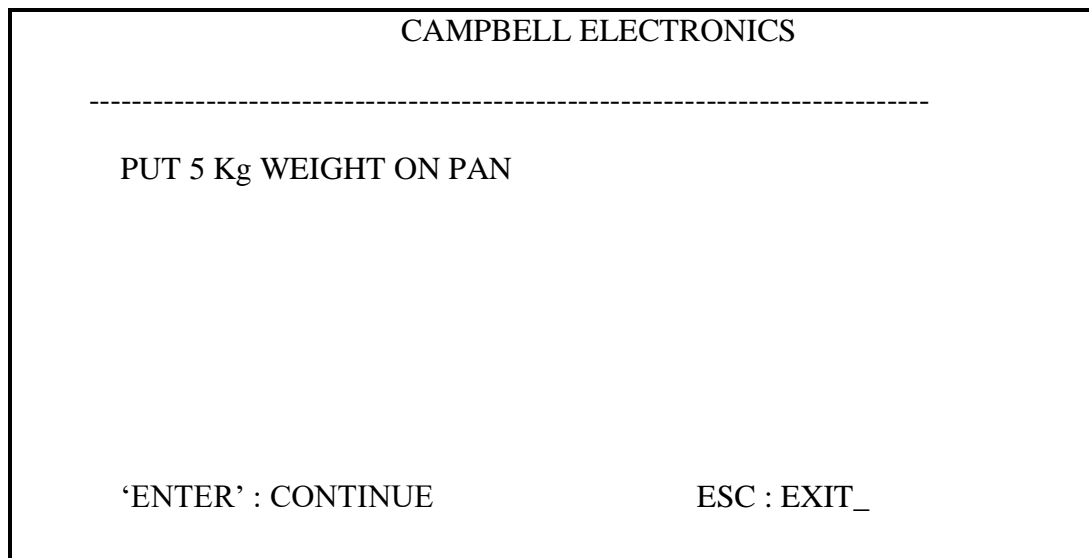 CAMPBELL ELECTRONICS
--------------------------------------------------------------------------------
PUT 5 Kg WEIGHT ON PAN
‘ENTER’ : CONTINUE ESC : EXIT_